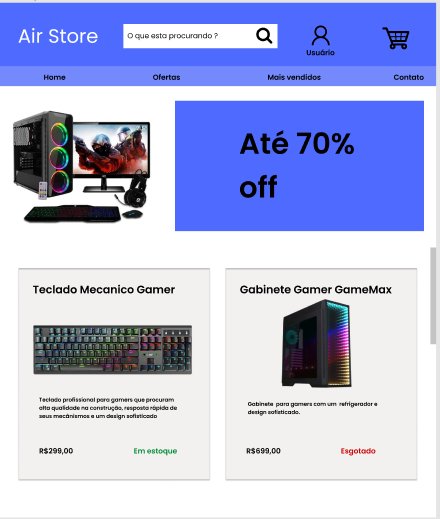 Air Store
O que esta procurando ?
Usuário
Home
Ofertas
Mais vendidos
Contato
Até 70%
off
Teclado Mecanico Gamer
Gabinete Gamer GameMax
Teclado profissional para gamers que procuram
alta qualidade na construção, resposta rápida de
seus mecânismos e um design sofisticado
Gabinete para gamers com um refrigerador e
design sofisticado.
R$299,00
Em estoque
R$699,00
Esgotado